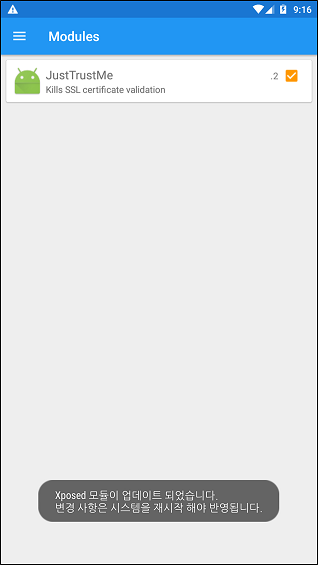 9:16
Modules
JustTrustMe .2
Kills SSL certificate validation
Xposed 모듈이 업데이트 되었습니다.
변경 사항은 시스템을 재시작 해야 반영됩니다.